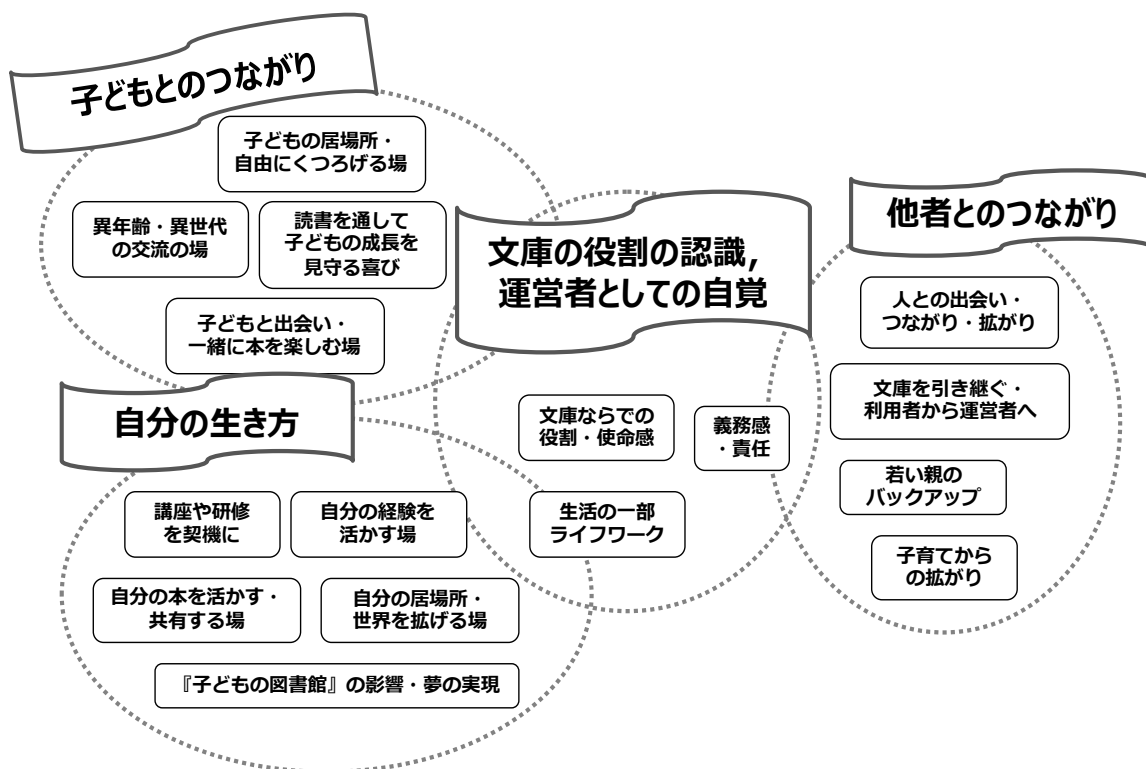 子どもとのつながり
子どもの居場所・
自由にくつろげる場
異年齢・異世代
の交流の場
読書を通して
子どもの成長を
見守る喜び
子どもと出会い・
一緒に本を楽しむ場
文庫の役割の認識，
運営者としての自覚
文庫ならでの
役割・使命感
義務感
・責任
生活の一部
ライフワーク
他者とのつながり
人との出会い・
つながり・拡がり
文庫を引き継ぐ・
利用者から運営者へ
若い親の
バックアップ
子育てから
の拡がり
自分の生き方
講座や研修
を契機に
自分の経験を
活かす場
自分の本を活かす・
共有する場
自分の居場所・
世界を拡げる場
『子どもの図書館』の影響・夢の実現